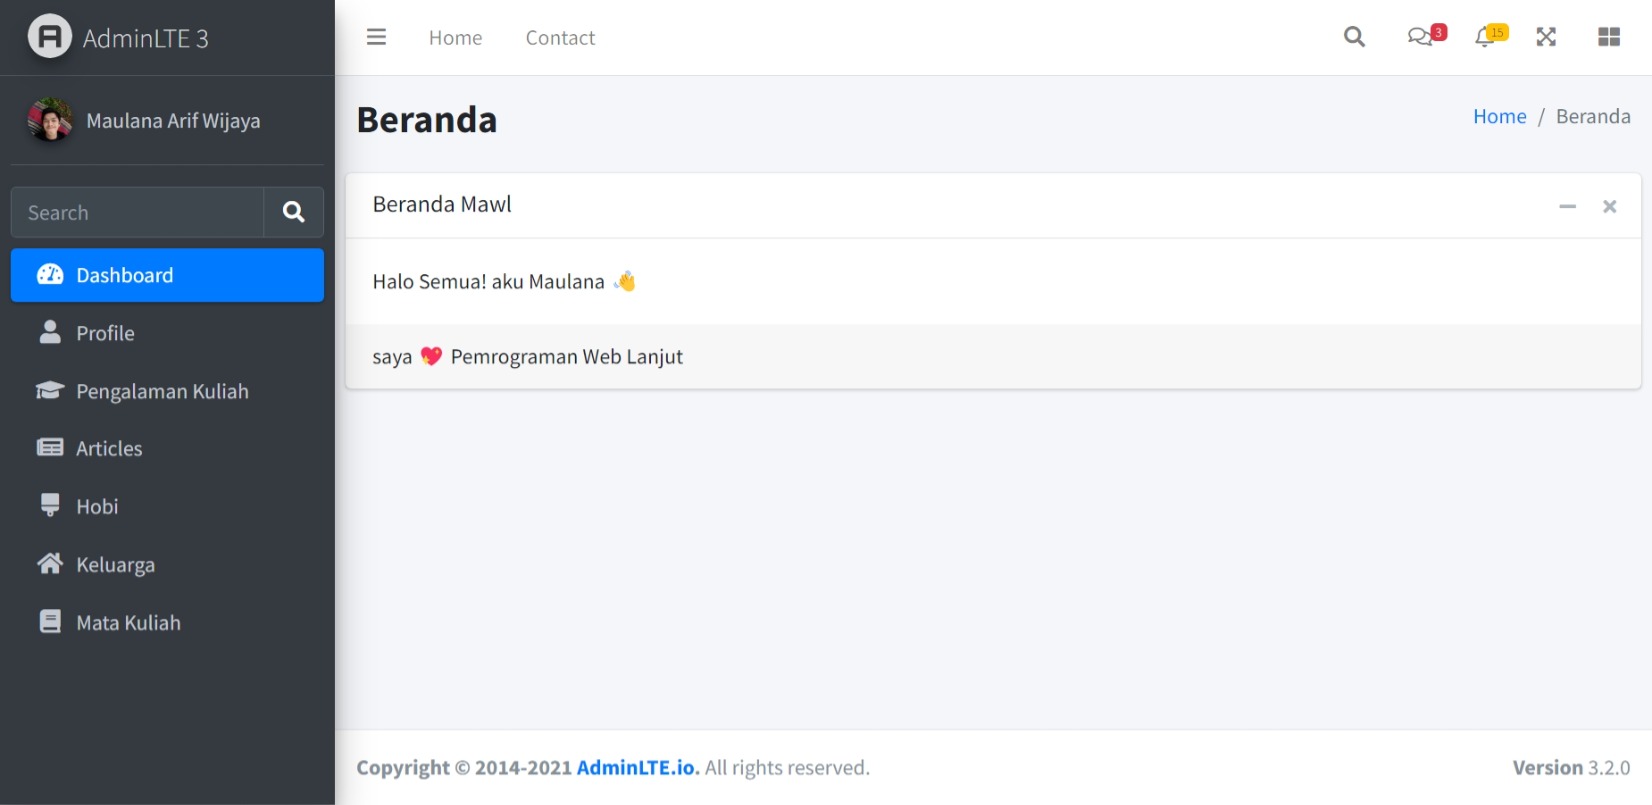 AdminLTE 3
Home
Contact
3
15
Maulana Arif Wijaya
Beranda
Home / Beranda
Search
Beranda Mawl
Dashboard
Halo Semua! aku Maulana 👋
Profile
saya 💖 Pemrograman Web Lanjut
Pengalaman Kuliah
Articles
Hobi
Keluarga
Mata Kuliah
Copyright © 2014-2021 AdminLTE.io. All rights reserved.
Version 3.2.0